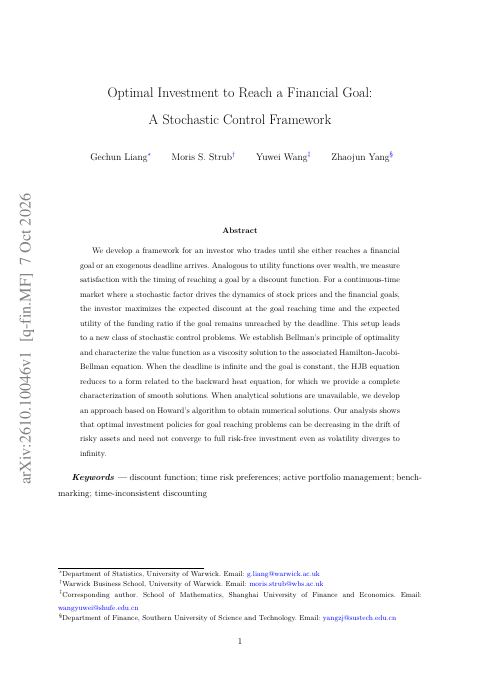 Optimal Investment to Reach a Financial Goal:
A Stochastic Control Framework
Gechun Liang* Moris S. Strub† Yuwei Wang‡ Zhaojun Yang§
arXiv:2610.10046v1 [q-fin.MF] 7 Oct 2026
Abstract
We develop a framework for an investor who trades until she either reaches a financial
goal or an exogenous deadline arrives. Analogous to utility functions over wealth, we measure
satisfaction with the timing of reaching a goal by a discount function. For a continuous-time
market where a stochastic factor drives the dynamics of stock prices and the financial goals,
the investor maximizes the expected discount at the goal reaching time and the expected
utility of the funding ratio if the goal remains unreached by the deadline. This setup leads
to a new class of stochastic control problems. We establish Bellman's principle of optimality
and characterize the value function as a viscosity solution to the associated Hamilton-Jacobi-
Bellman equation. When the deadline is infinite and the goal is constant, the HJB equation
reduces to a form related to the backward heat equation, for which we provide a complete
characterization of smooth solutions. When analytical solutions are unavailable, we develop
an approach based on Howard's algorithm to obtain numerical solutions. Our analysis shows
that optimal investment policies for goal reaching problems can be decreasing in the drift of
risky assets and need not converge to full risk-free investment even as volatility diverges to
infinity.
Keywords — discount function; time risk preferences; active portfolio management; bench-
marking; time-inconsistent discounting
*Department of Statistics, University of Warwick. Email: g.liang@warwick.ac.uk
†Warwick Business School, University of Warwick. Email: moris.strub@wbs.ac.uk
‡Corresponding author. School of Mathematics, Shanghai University of Finance and Economics. Email:
wangyuwei@shufe.edu.cn
§Department of Finance, Southern University of Science and Technology. Email: yangzj@sustech.edu.cn
1